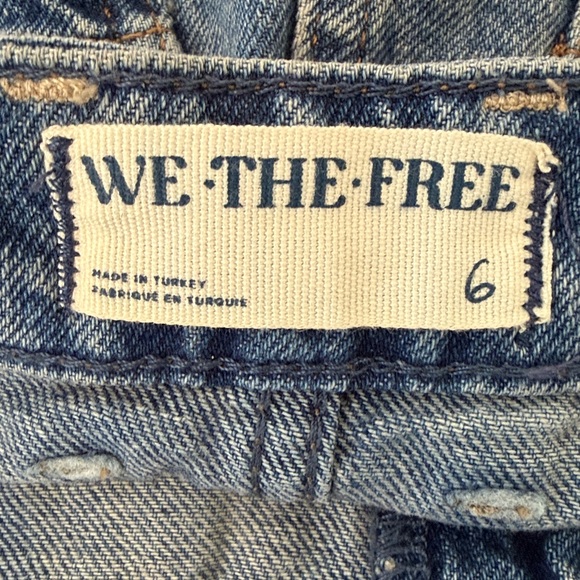 WE·THE·FREE
MADE IN TURKEY
FABRIQUÉ EN TURQUIE
6